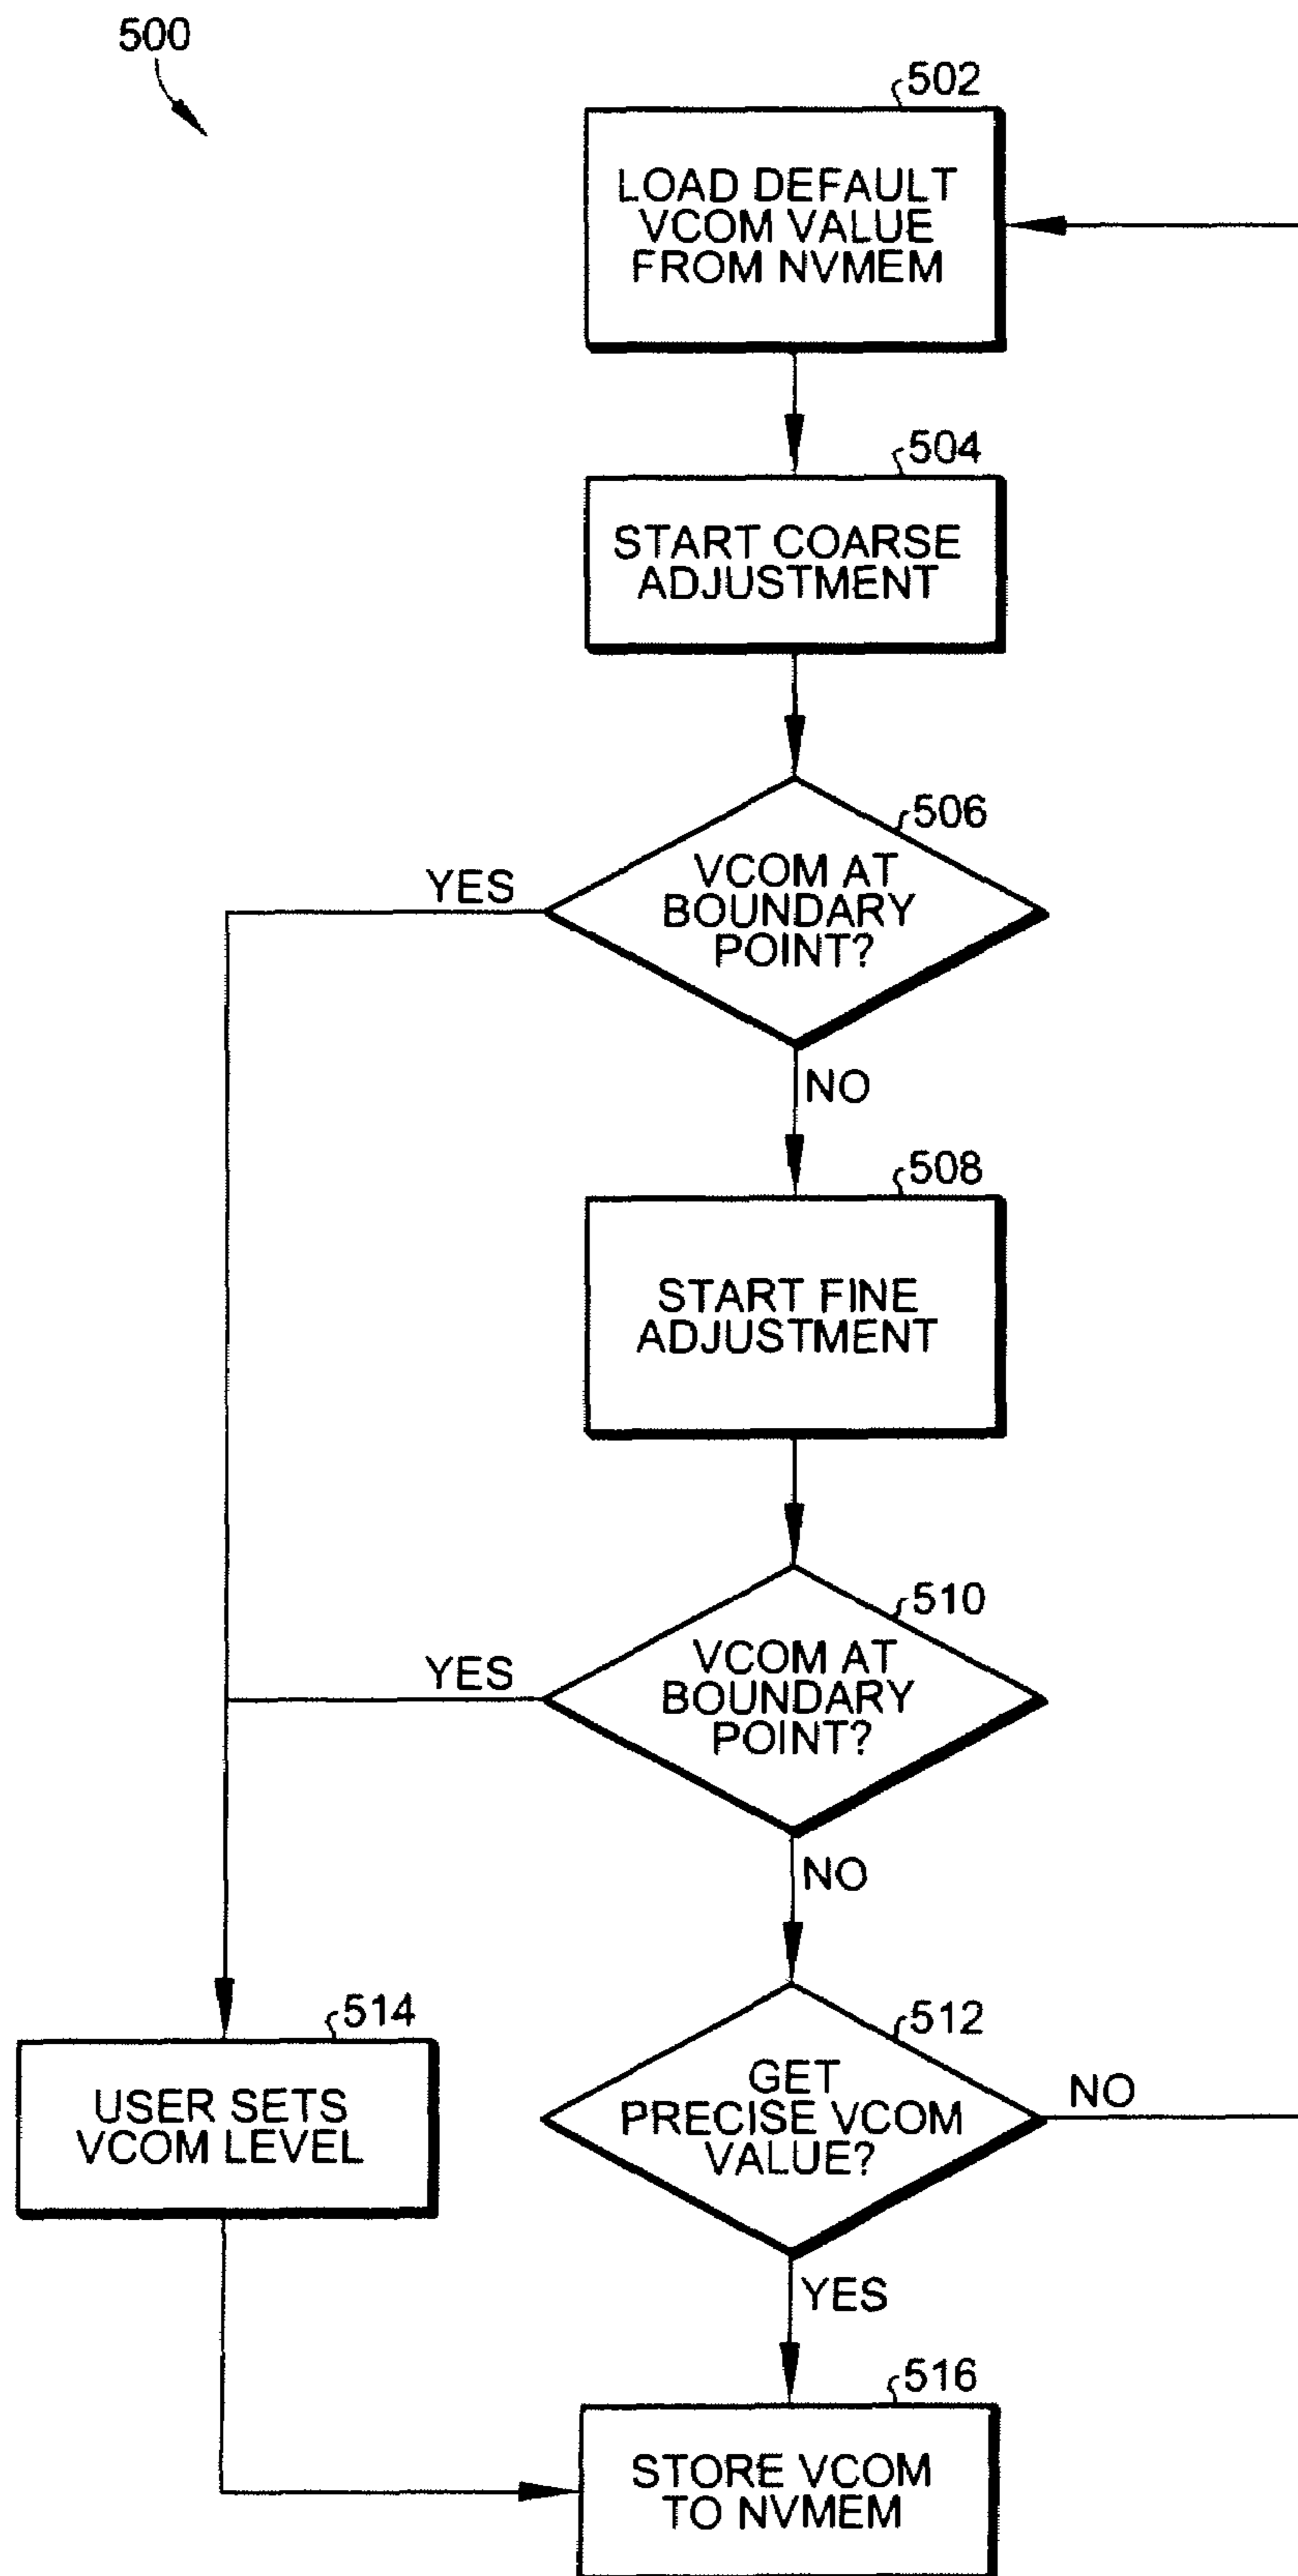 500
502
LOAD DEFAULT
VCOM VALUE
FROM NVMEM
504
START COARSE
ADJUSTMENT
506
VCOM AT
BOUNDARY
POINT?
YES
NO
508
START FINE
ADJUSTMENT
510
VCOM AT
BOUNDARY
POINT?
YES
NO
512
GET
PRECISE VCOM
VALUE?
NO
YES
514
USER SETS
VCOM LEVEL
516
STORE VCOM
TO NVMEM